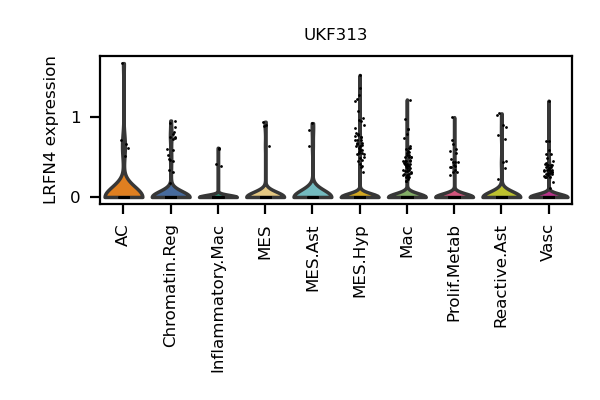 UKF313
LRFN4 expression
1
0
AC
Chromatin.Reg
Inflammatory.Mac
MES
MES.Ast
MES.Hyp
Mac
Prolif.Metab
Reactive.Ast
Vasc